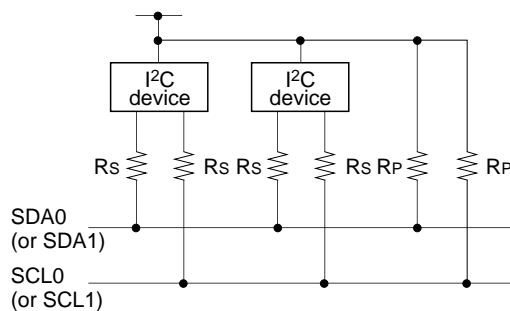 I²C
device
I²C
device
RS
RS
RS
RS
RP
RP
SDA0
(or SDA1)
SCL0
(or SCL1)